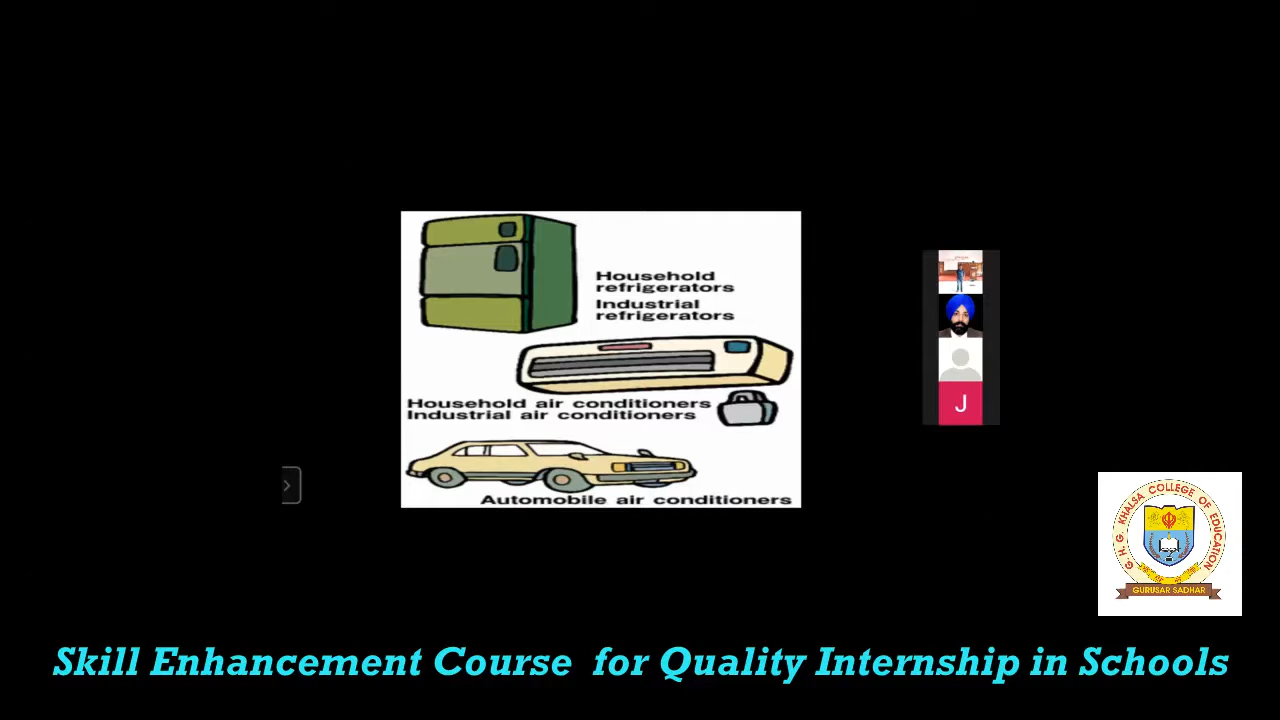 Household
refrigerators
Industrial
refrigerators
Household air conditioners
Industrial air conditioners
Automobile air conditioners
J
G. H. G. KHALSA COLLEGE OF EDUCATION
GURUSAR SADHAR
Skill Enhancement Course for Quality Internship in Schools